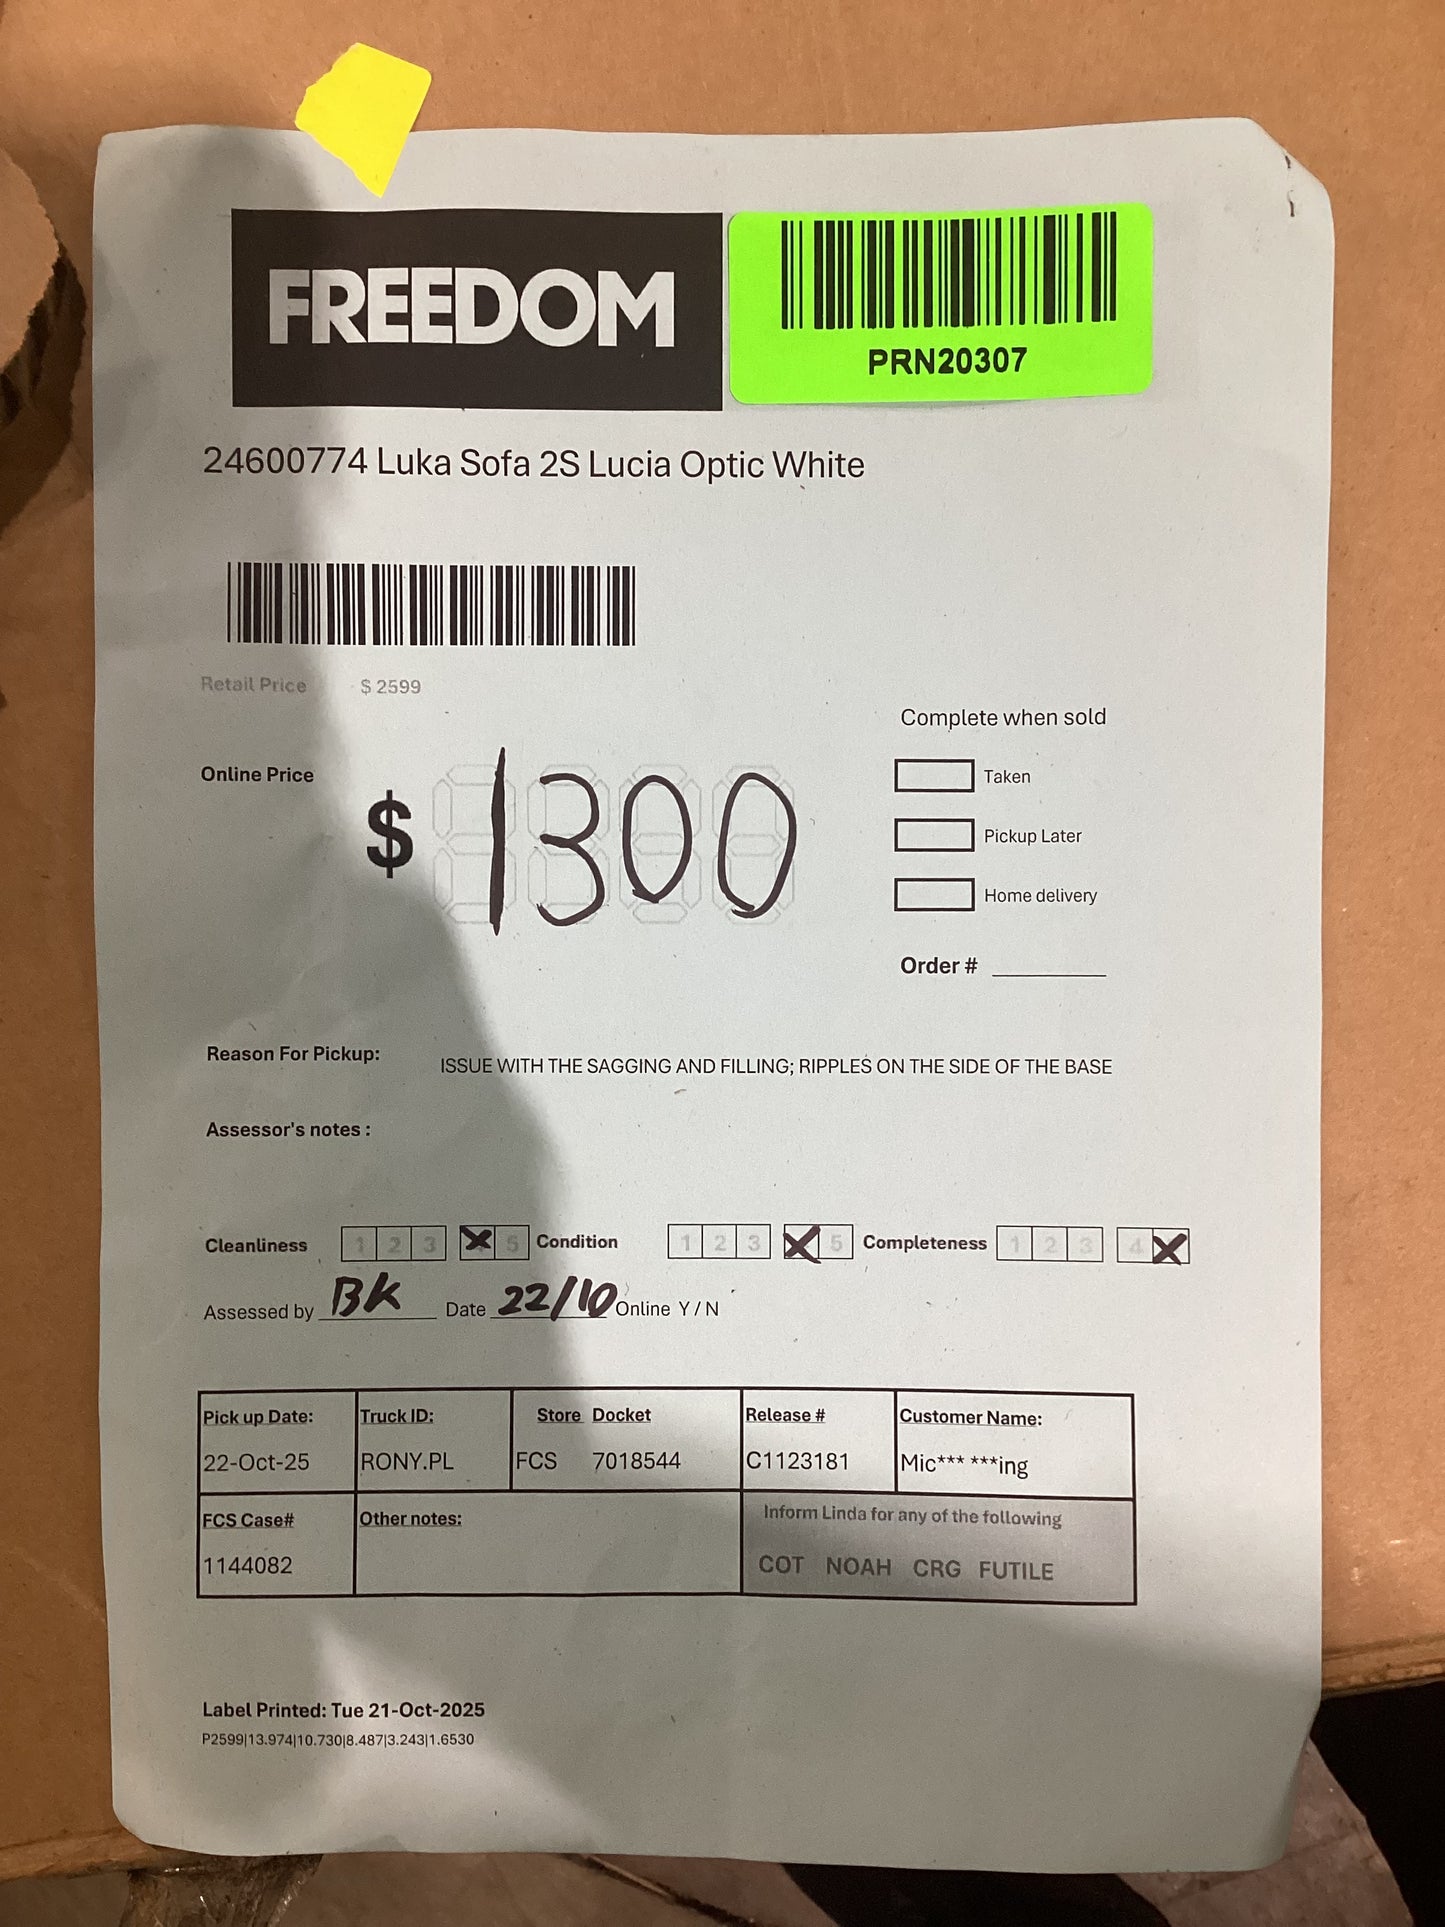 FREEDOM
PRN20307
24600774 Luka Sofa 2S Lucia Optic White
Retail Price $ 2599
Complete when sold
Online Price
$ 1300
Taken
Pickup Later
Home delivery
Order #
Reason For Pickup: ISSUE WITH THE SAGGING AND FILLING; RIPPLES ON THE SIDE OF THE BASE
Assessor's notes :
Cleanliness 1 2 3 5 Condition 1 2 3 5 Completeness 1 2 3 4
Assessed by BK Date 22/10 Online Y / N
Pick up Date: Truck ID: Store Docket Release # Customer Name:
22-Oct-25 RONY.PL FCS 7018544 C1123181 Mic*** ***ing
FCS Case# Other notes: Inform Linda for any of the following
1144082 COT NOAH CRG FUTILE
Label Printed: Tue 21-Oct-2025
P2599|13.974|10.730|8.487|3.243|1.6530